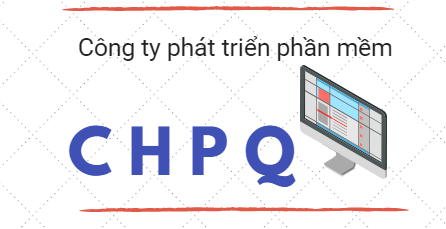 Công ty phát triển phần mềm
CHPQ